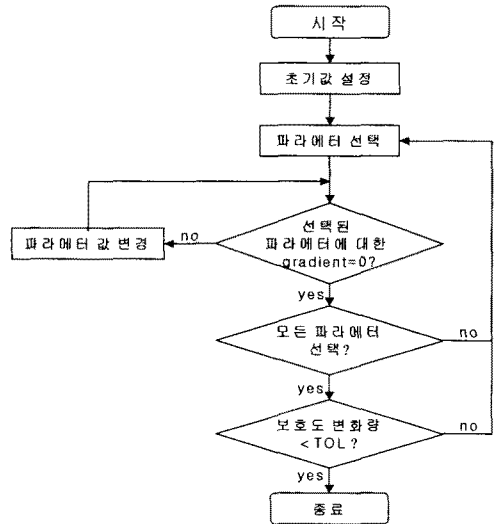 시작
초기값 설정
파라메터 선택
선택된
파라메터에 대한
gradient=0?
no
파라메터 값 변경
yes
모든 파라메터
선택?
no
yes
보호도 변화량
<TOL?
no
yes
종료